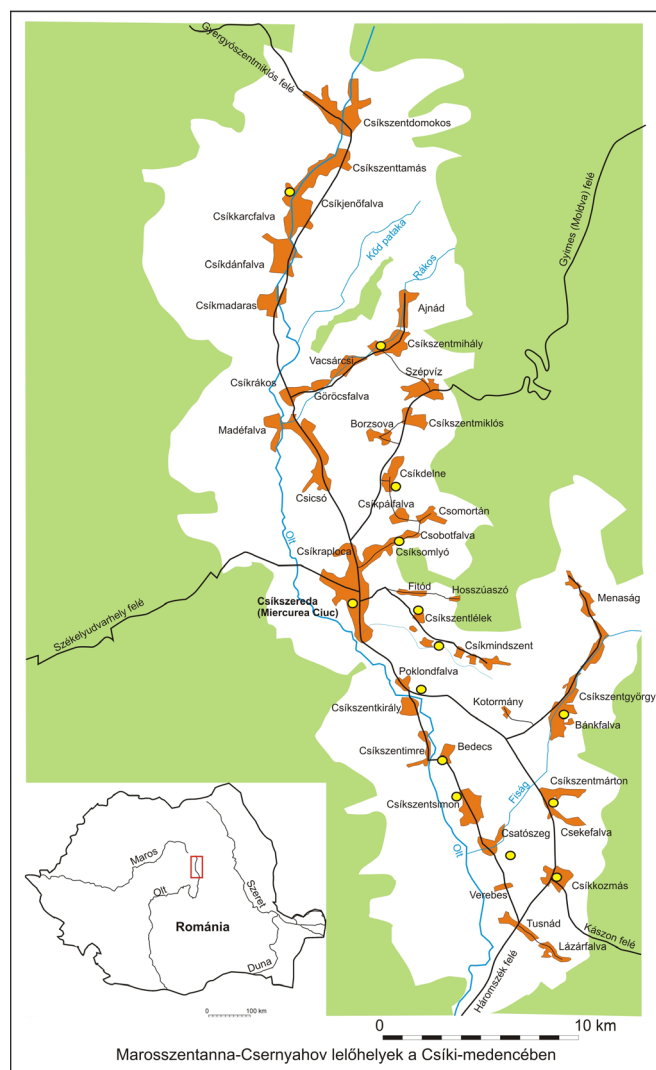 Gyergyószentmiklós felé
Csíkszentdomokos
Csíkszenttamás
Csíkjenőfalva
Csíkkarcfalva
Csíkdánfalva
Kőd pataka
Gyimes (Moldva) felé
Rákos
Csíkmadaras
Ajnád
Csíkszentmihály
Vacsárcsi
Szépvíz
Csíkrákos
Göröcsfalva
Madéfalva
Borzsova
Csíkszentmiklós
Csíkdelne
Csicsó
Csíkpálfalva
Csomortán
Csobotfalva
Olt
Csíkraploca
Csíksomlyó
Fitód
Hosszúaszó
Menaság
Csíkszereda
(Miercurea Ciuc)
Csíkszentlélek
Székelyudvarhely felé
Csíkmindszent
Poklondfalva
Kotormány
Csíkszentgyörgy
Csíkszentkirály
Bánkfalva
Csíkszentimre
Bedecs
Csíkszentmárton
Fiság
Csíkszentsimon
Csatószeg
Csekefalva
Olt
Csíkkozmás
Verebes
Tusnád
Lázárfalva
Kászon felé
Háromszék felé
Maros
Olt
Szeret
Románia
Duna
0 100 km
0 10 km
Marosszentanna-Csernyahov lelőhelyek a Csíki-medencében